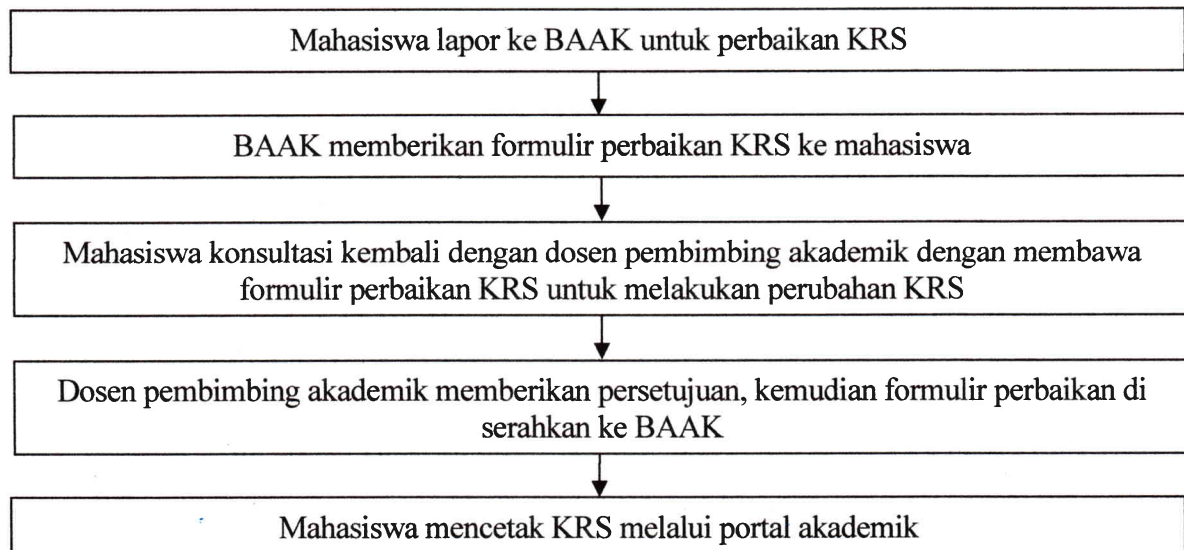 Mahasiswa lapor ke BAAK untuk perbaikan KRS
BAAK memberikan formulir perbaikan KRS ke mahasiswa
Mahasiswa konsultasi kembali dengan dosen pembimbing akademik dengan membawa
formulir perbaikan KRS untuk melakukan perubahan KRS
Dosen pembimbing akademik memberikan persetujuan, kemudian formulir perbaikan di
serahkan ke BAAK
Mahasiswa mencetak KRS melalui portal akademik